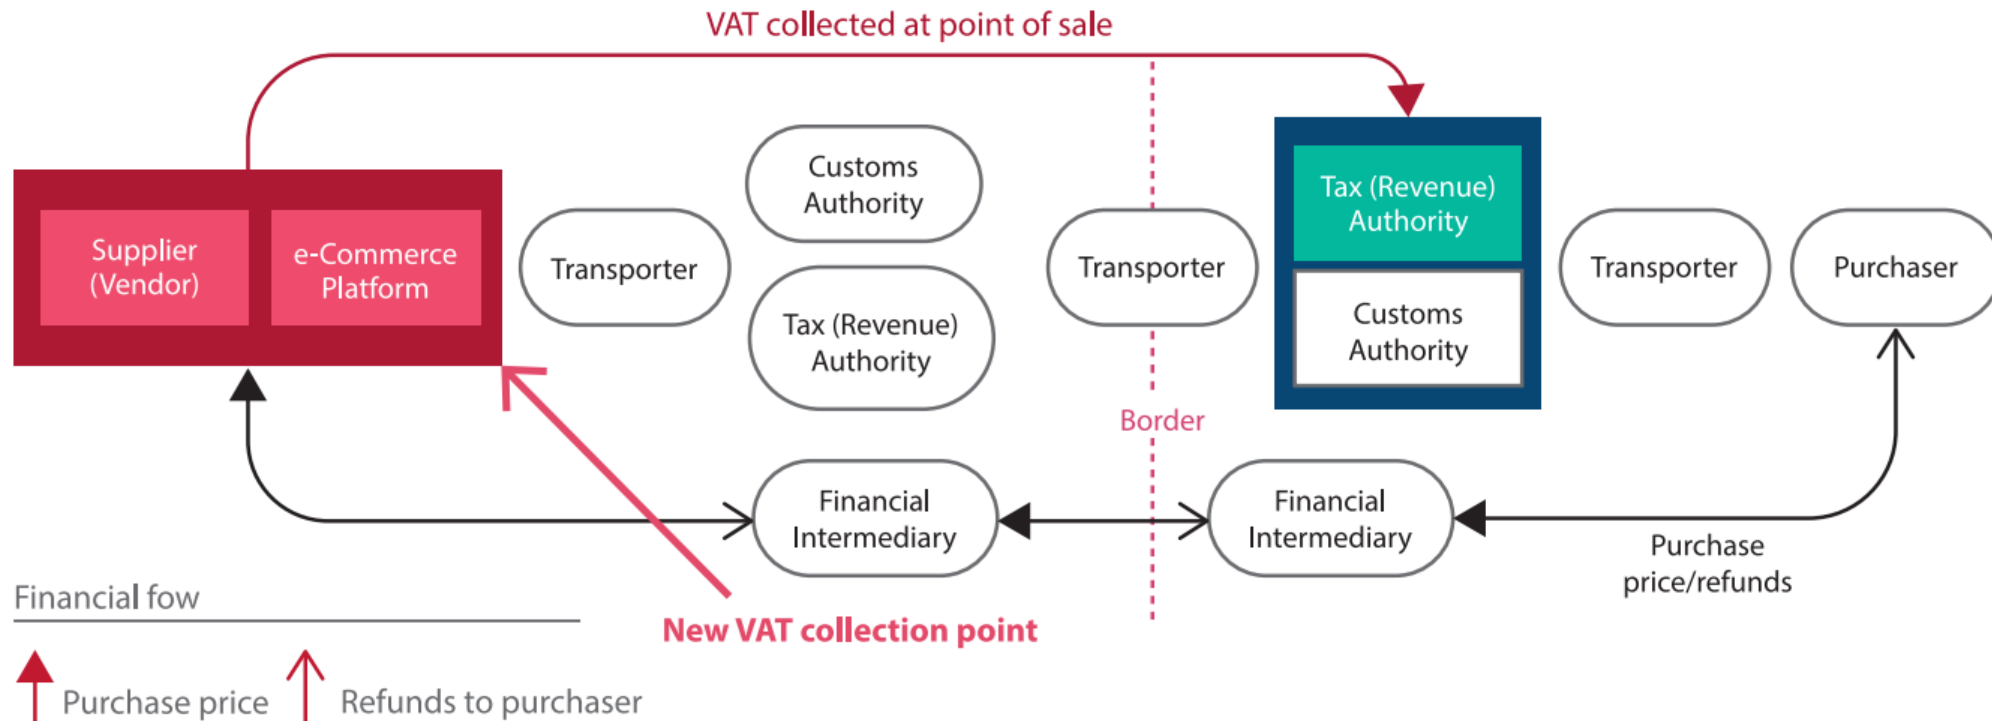 VAT collected at point of sale
Supplier
(Vendor)
e-Commerce
Platform
Transporter
Customs
Authority
Tax (Revenue)
Authority
Transporter
Border
Tax (Revenue)
Authority
Customs
Authority
Transporter
Purchaser
Financial
Intermediary
Financial
Intermediary
Purchase
price/refunds
New VAT collection point
Financial fow
Purchase price
Refunds to purchaser